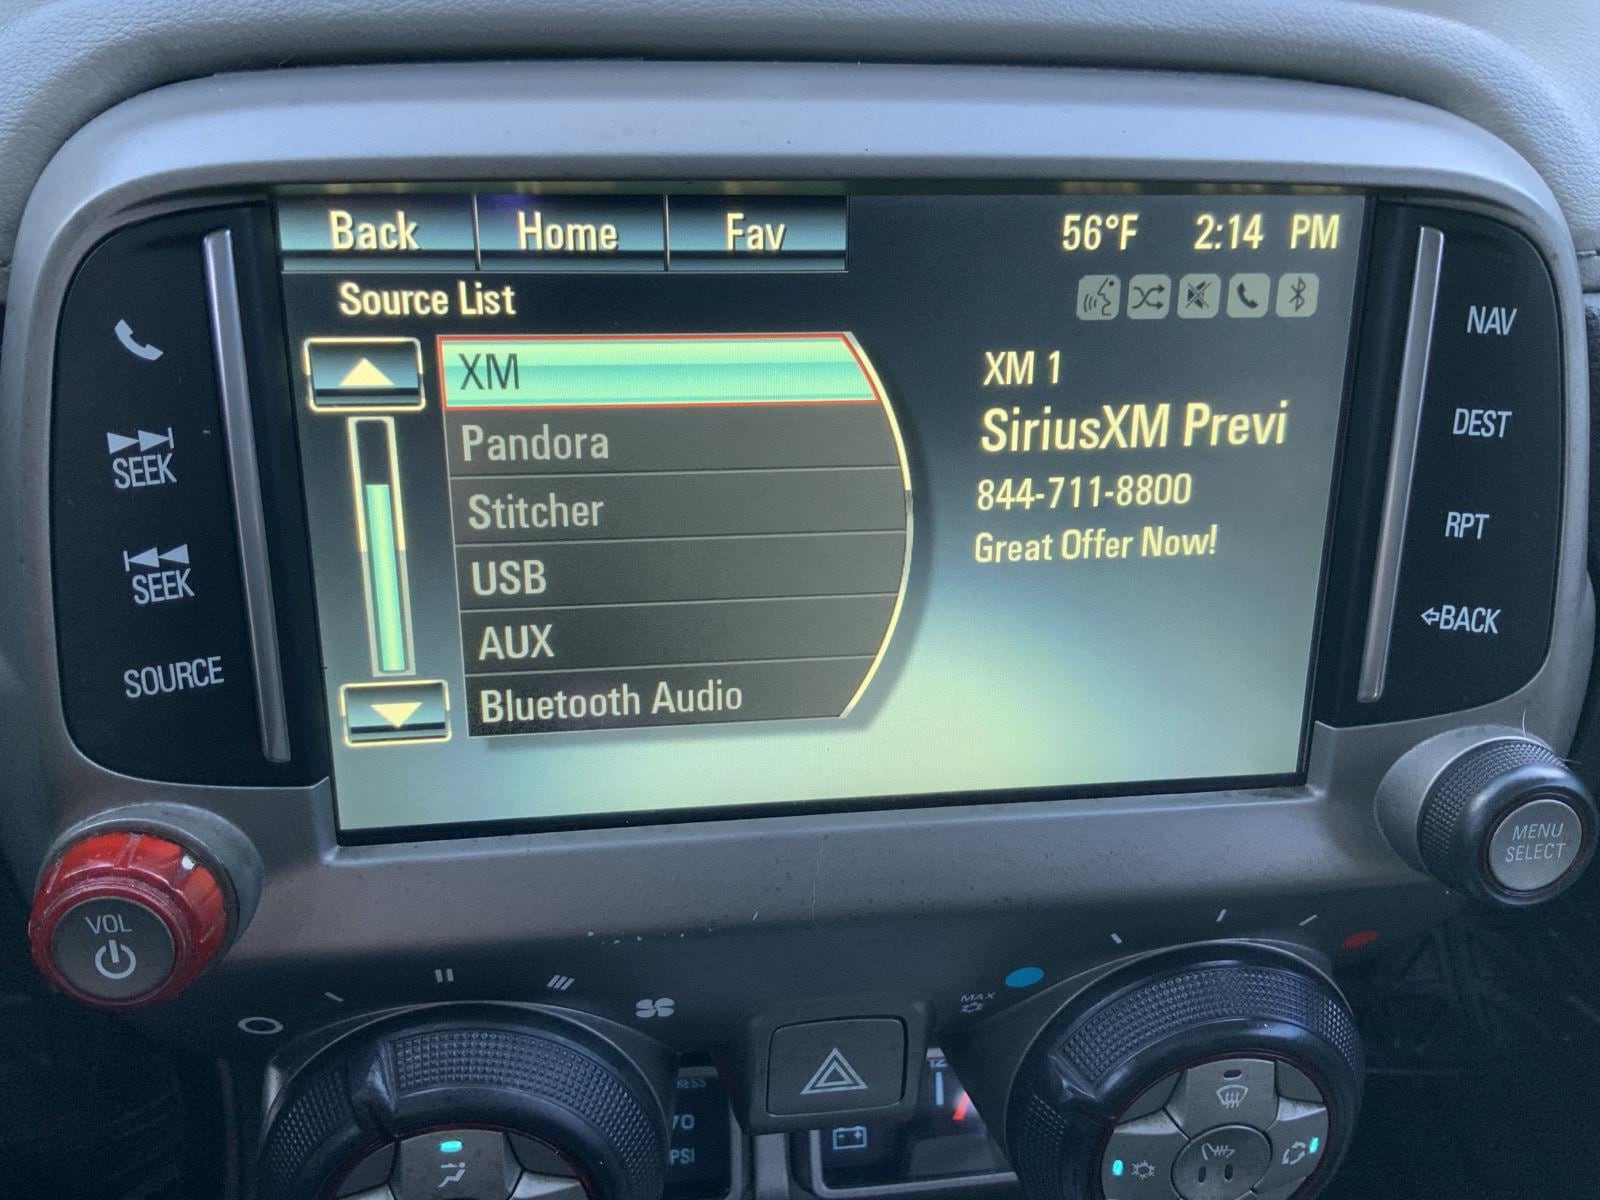 Back Home Fav 56°F 2:14 PM
Source List
XM
Pandora
Stitcher
USB
AUX
Bluetooth Audio
XM 1
SiriusXM Previ
844-711-8800
Great Offer Now!
SEEK
SEEK
SOURCE
NAV
DEST
RPT
BACK
VOL
MENU
SELECT
MAX
PSI